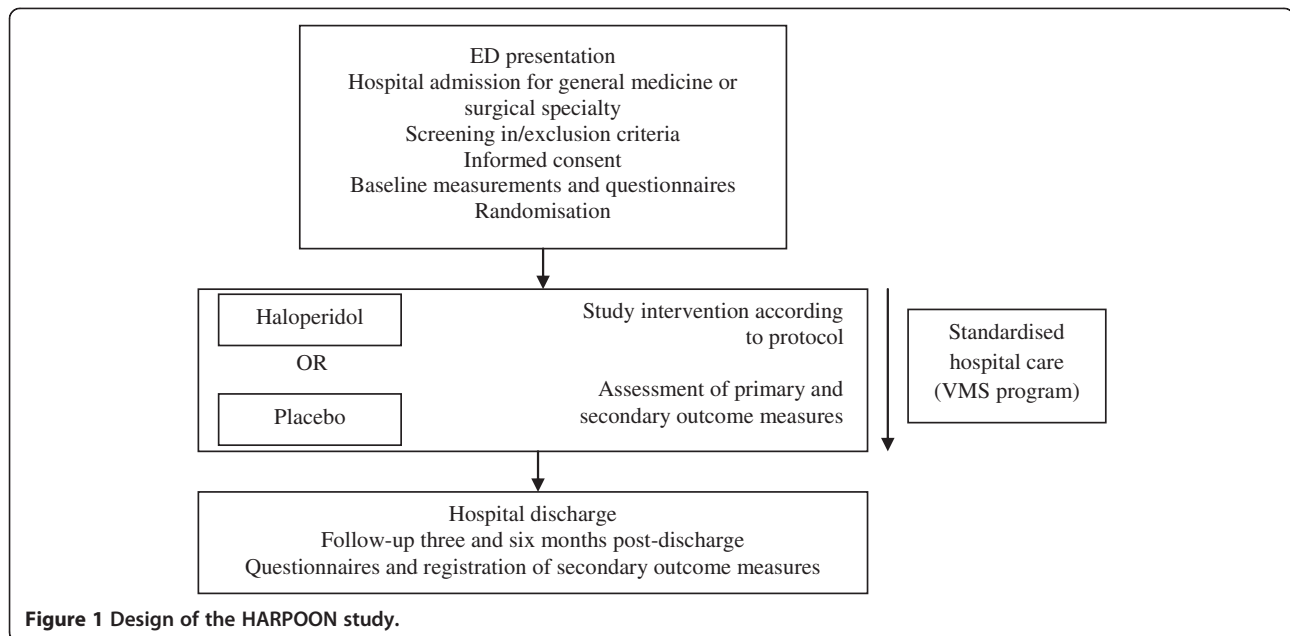 ED presentation
Hospital admission for general medicine or
surgical specialty
Screening in/exclusion criteria
Informed consent
Baseline measurements and questionnaires
Randomisation
Haloperidol
OR
Placebo
Study intervention according
to protocol
Assessment of primary and
secondary outcome measures
Standardised
hospital care
(VMS program)
Hospital discharge
Follow-up three and six months post-discharge
Questionnaires and registration of secondary outcome measures
Figure 1 Design of the HARPOON study.